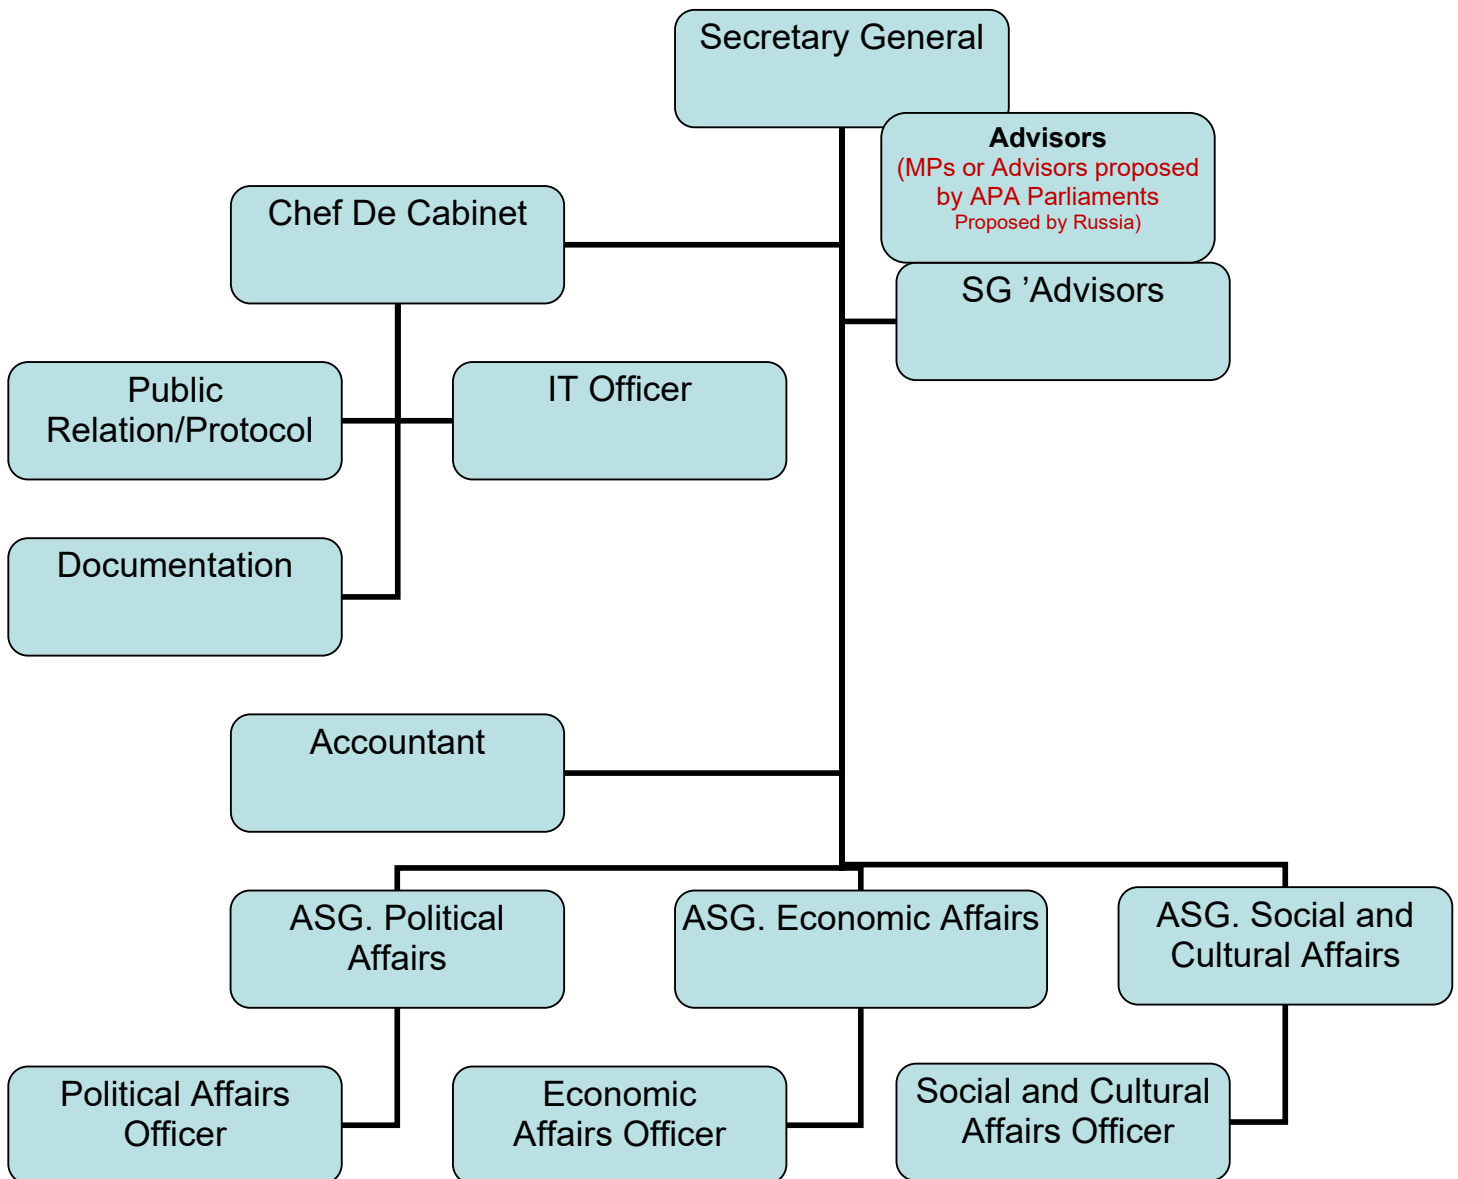 Secretary General
Advisors
(MPs or Advisors proposed
by APA Parliaments
Proposed by Russia)
Chef De Cabinet
SG ’Advisors
Public
Relation/Protocol
IT Officer
Documentation
Accountant
ASG. Political
Affairs
ASG. Economic Affairs
ASG. Social and
Cultural Affairs
Political Affairs
Officer
Economic
Affairs Officer
Social and Cultural
Affairs Officer